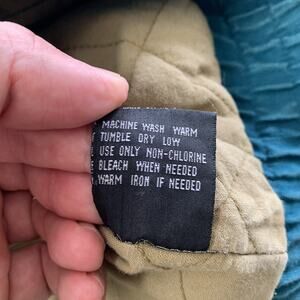 MACHINE WASH WARM
TUMBLE DRY LOW
USE ONLY NON-CHLORINE
BLEACH WHEN NEEDED
WARM IRON IF NEEDED